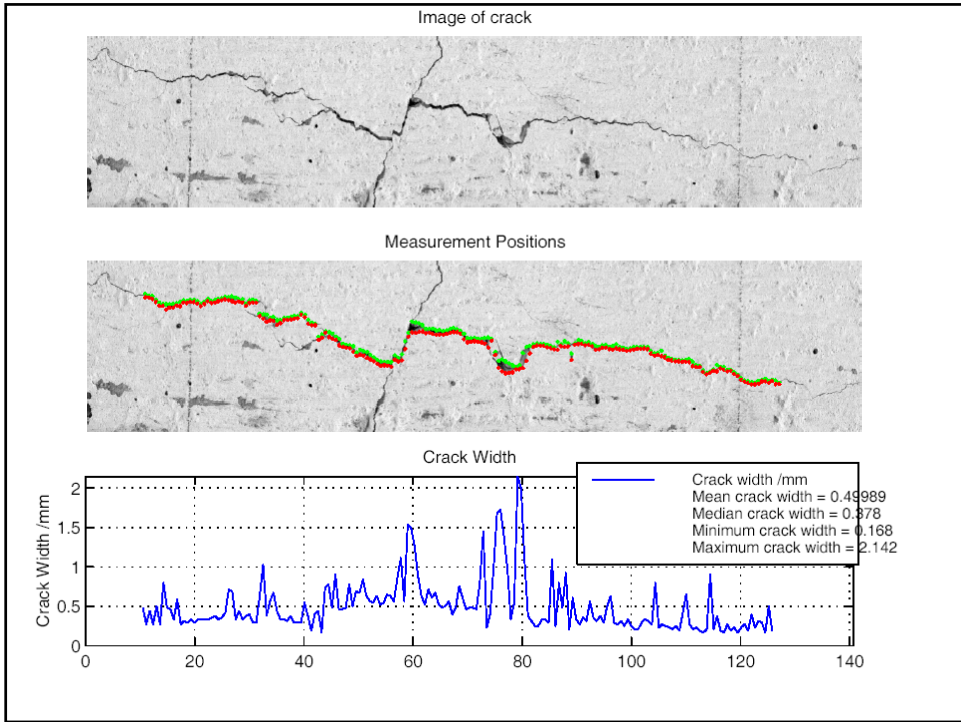 Image of crack
Measurement Positions
Crack Width
Crack width /mm
Mean crack width = 0.49989
Median crack width = 0.378
Minimum crack width = 0.168
Maximum crack width = 2.142
Crack Width /mm
2
1.5
1
0.5
0
0 20 40 60 80 100 120 140